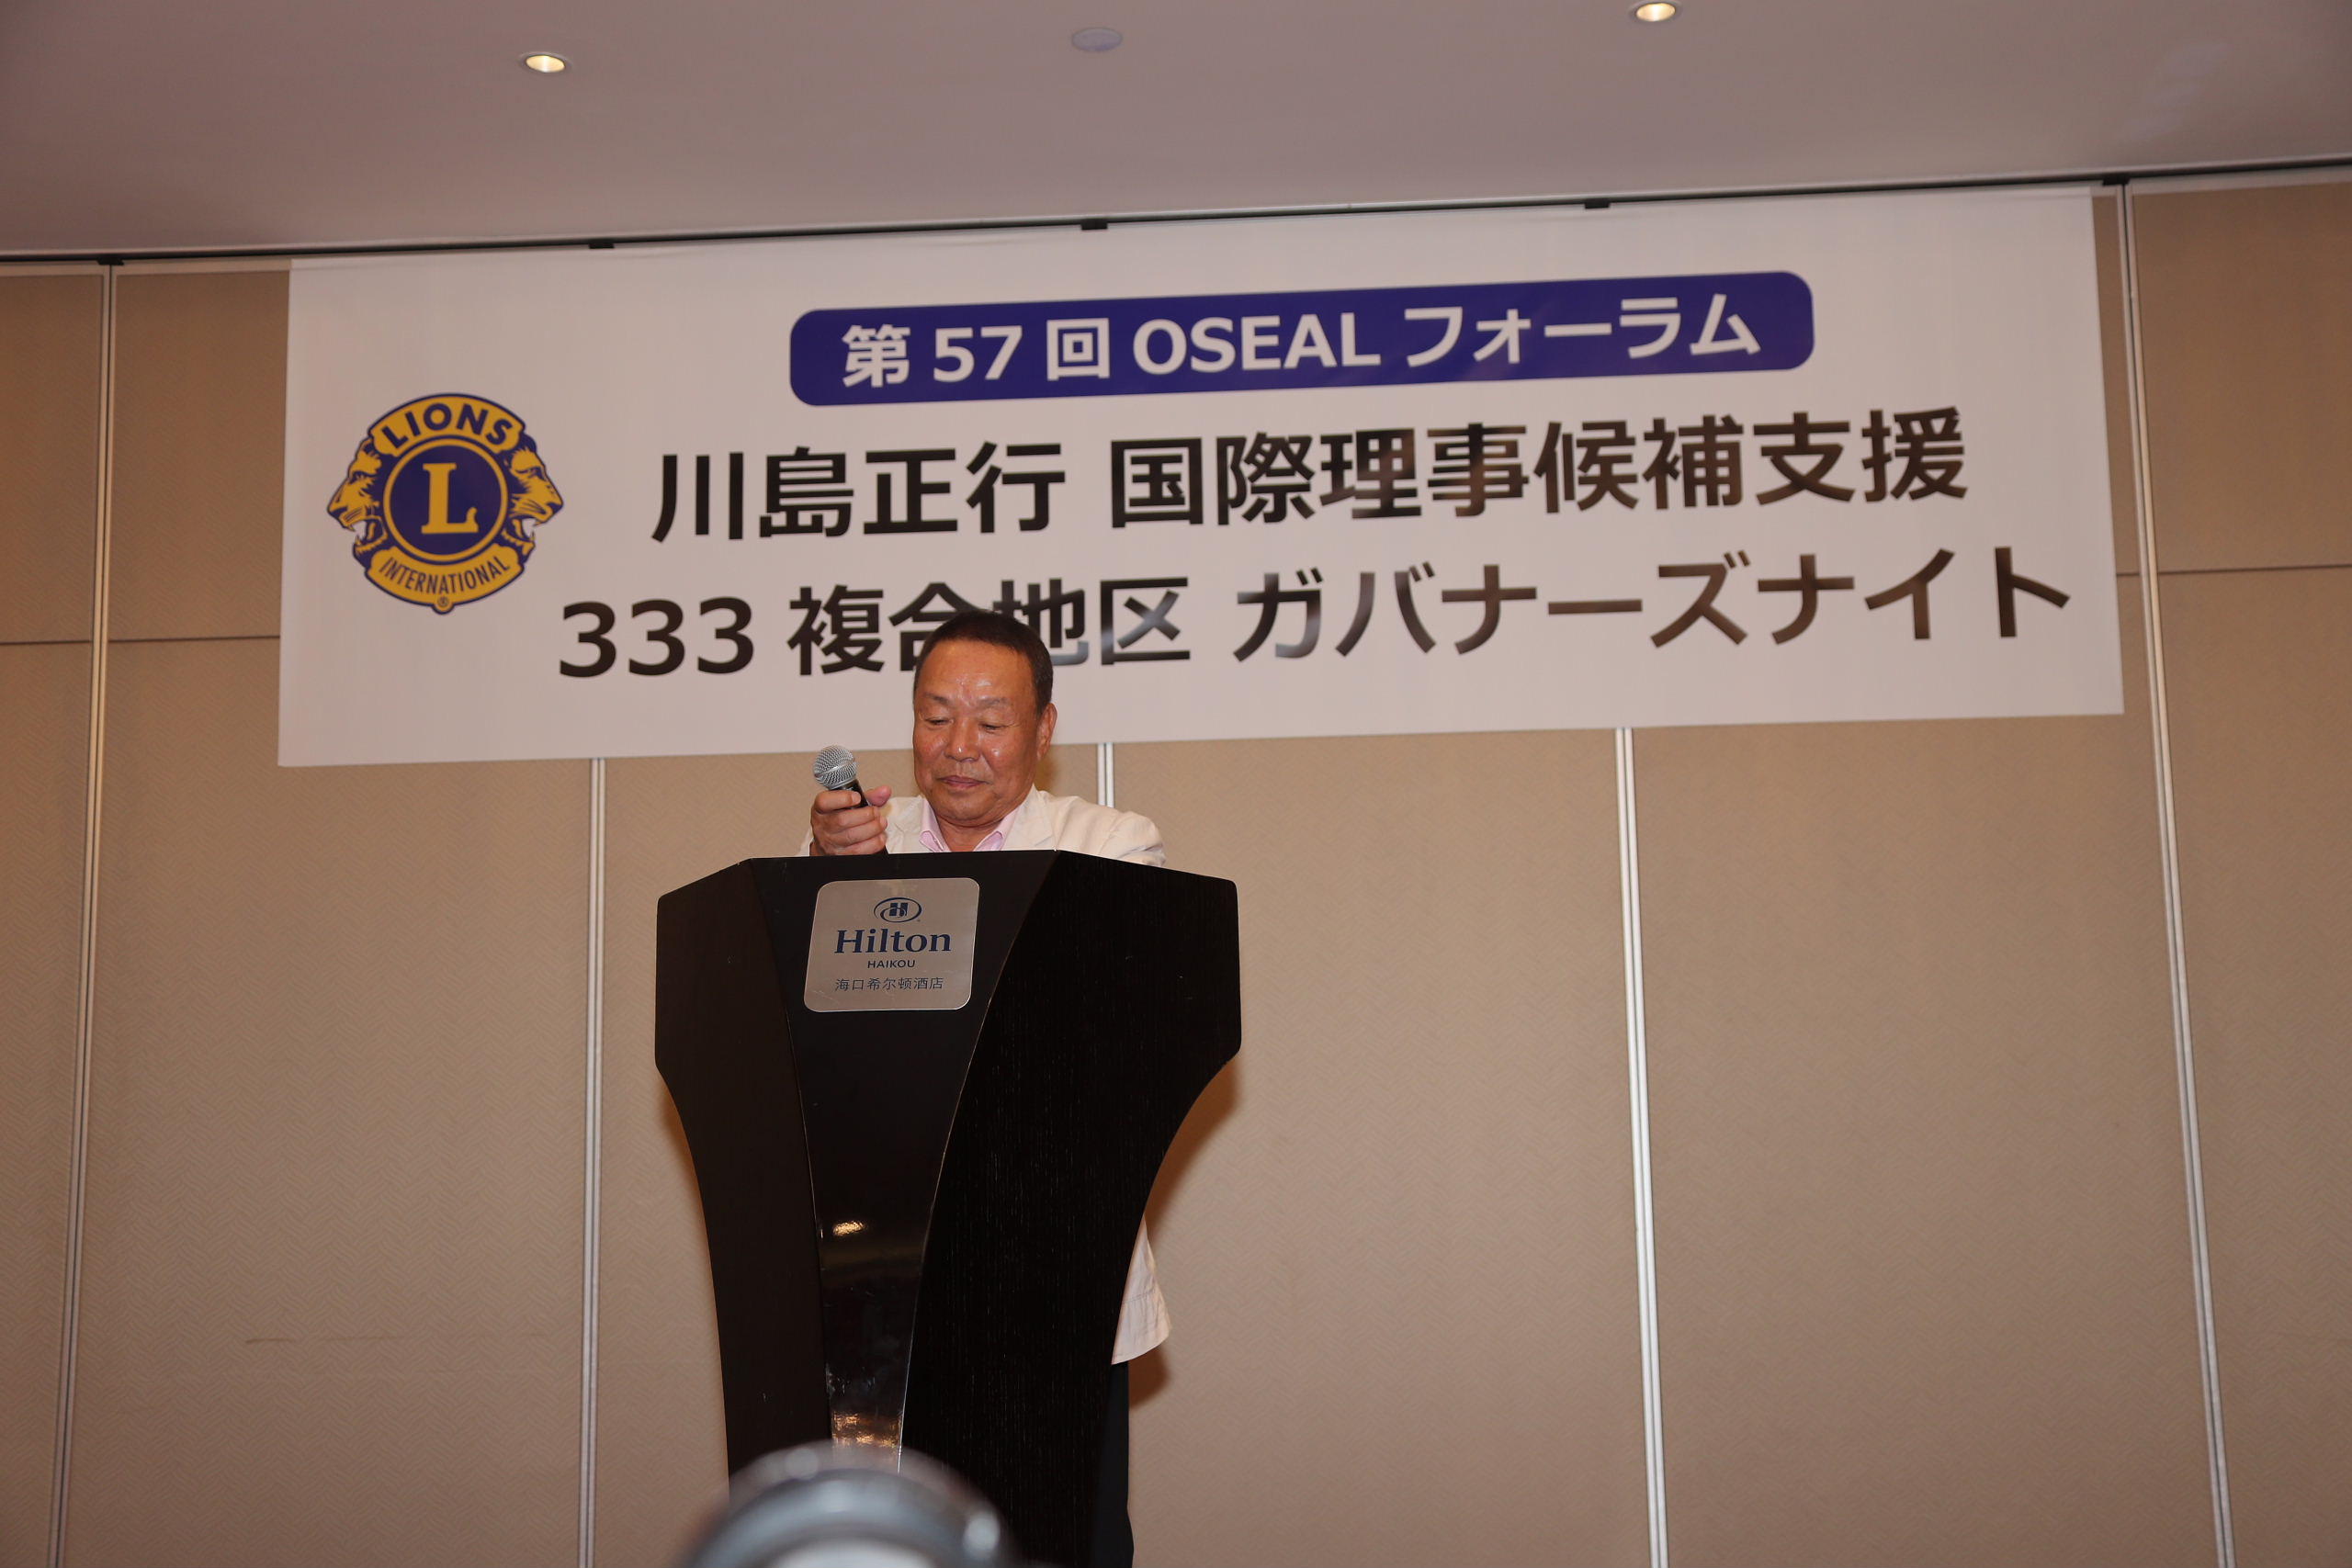 第57回 OSEAL フォーラム
LIONS
L
INTERNATIONAL
®
川島正行 国際理事候補支援
333 複合地区 ガバナーズナイト
H
Hilton
HAIKOU
海口希尔顿酒店